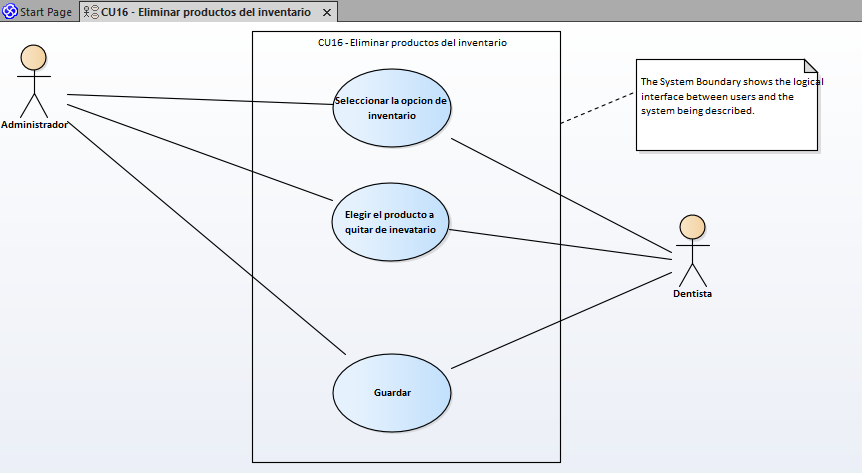 Start Page
CU16 - Eliminar productos del inventario
CU16 - Eliminar productos del inventario
Administrador
Seleccionar la opcion de
inventario
The System Boundary shows the logical
interface between users and the
system being described.
Elegir el producto a
quitar de inevatario
Dentista
Guardar